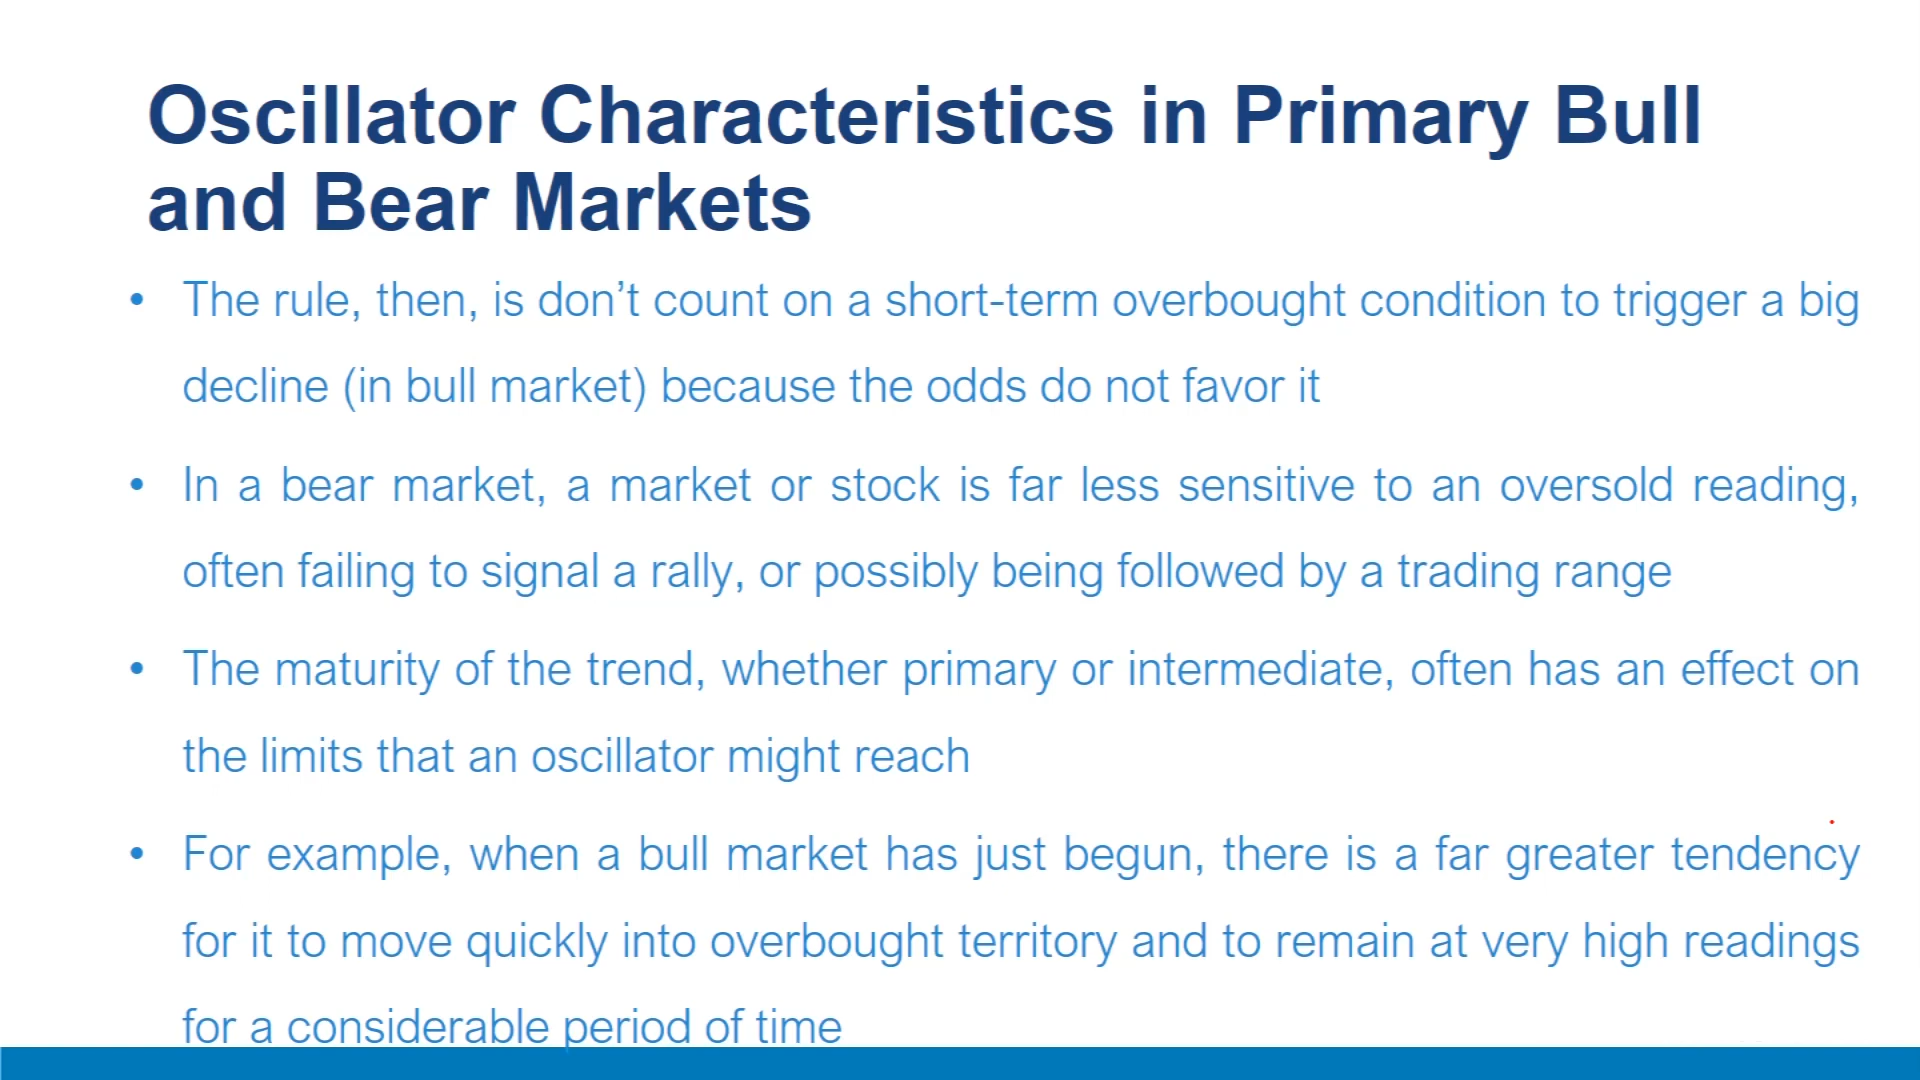 Oscillator Characteristics in Primary Bull
and Bear Markets
• The rule, then, is don’t count on a short-term overbought condition to trigger a big
decline (in bull market) because the odds do not favor it
• In a bear market, a market or stock is far less sensitive to an oversold reading,
often failing to signal a rally, or possibly being followed by a trading range
• The maturity of the trend, whether primary or intermediate, often has an effect on
the limits that an oscillator might reach
• For example, when a bull market has just begun, there is a far greater tendency
for it to move quickly into overbought territory and to remain at very high readings
for a considerable period of time